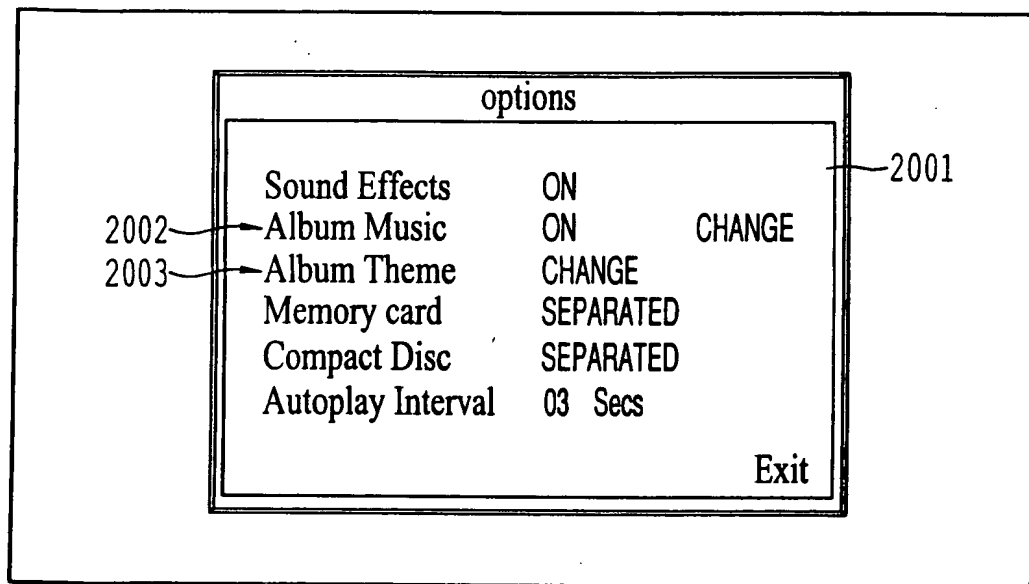 options
2001
Sound Effects ON
2002 Album Music ON CHANGE
2003 Album Theme CHANGE
Memory card SEPARATED
Compact Disc SEPARATED
Autoplay Interval 03 Secs
Exit